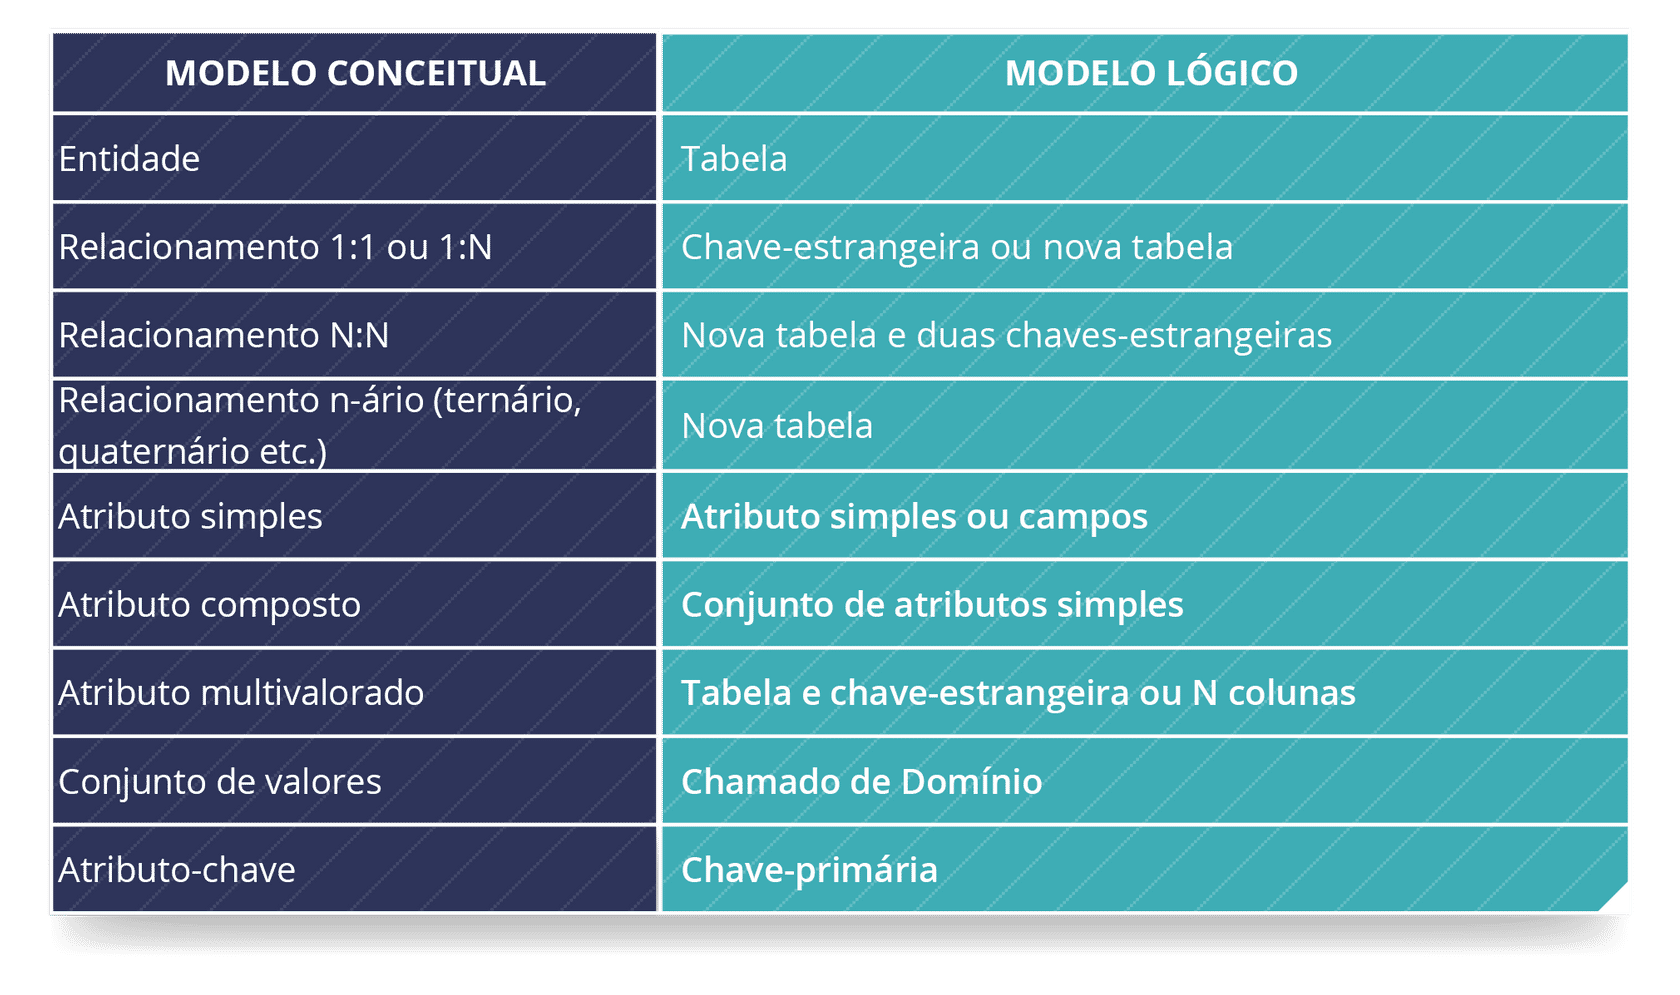 MODELO CONCEITUAL
MODELO LÓGICO
Entidade
Tabela
Relacionamento 1:1 ou 1:N
Chave-estrangeira ou nova tabela
Relacionamento N:N
Nova tabela e duas chaves-estrangeiras
Relacionamento n-ário (ternário,
quaternário etc.)
Nova tabela
Atributo simples
Atributo simples ou campos
Atributo composto
Conjunto de atributos simples
Atributo multivalorado
Tabela e chave-estrangeira ou N colunas
Conjunto de valores
Chamado de Domínio
Atributo-chave
Chave-primária